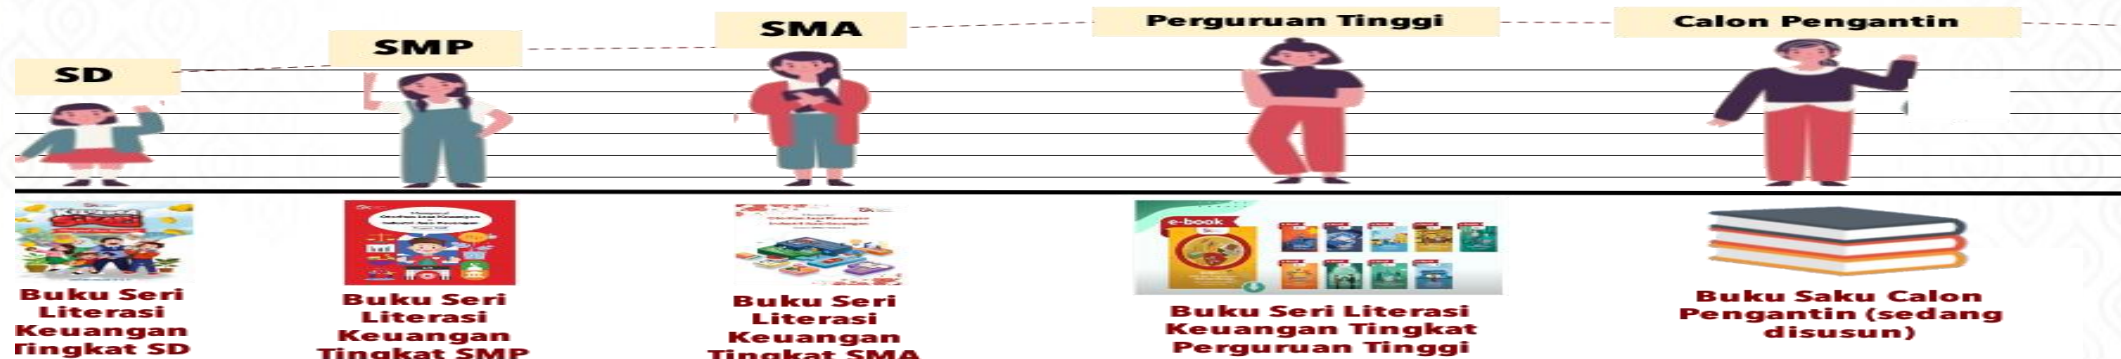 SD
SMP
SMA
Perguruan Tinggi
Calon Pengantin
e-book
Buku Seri
Literasi
Keuangan
Tingkat SD
Buku Seri
Literasi
Keuangan
Tingkat SMP
Buku Seri
Literasi
Keuangan
Tingkat SMA
Buku Seri Literasi
Keuangan Tingkat
Perguruan Tinggi
Buku Saku Calon
Pengantin (sedang
disusun)